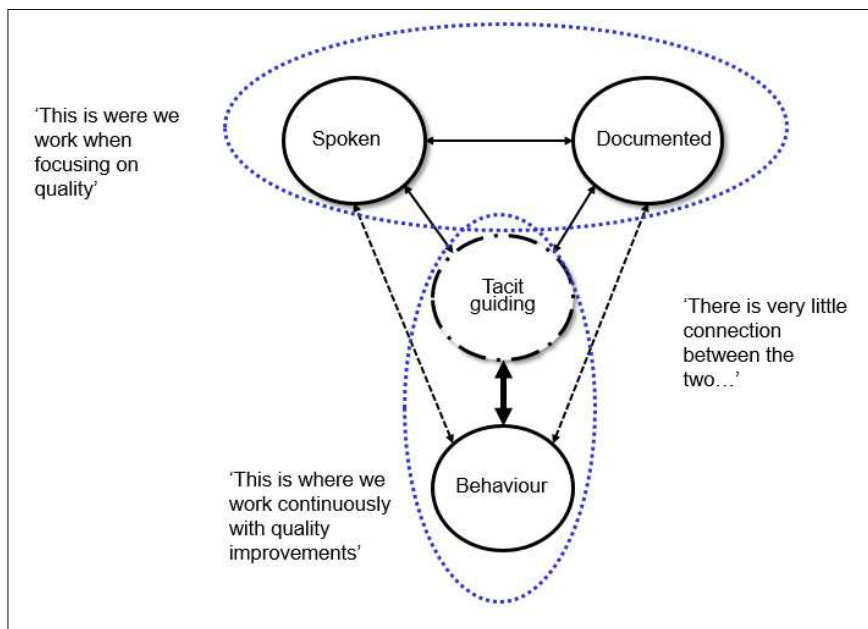 'This is were we
work when
focusing on
quality'
Spoken
Documented
Tacit
guiding
'There is very little
connection
between the
two…'
Behaviour
'This is where we
work continuously
with quality
improvements'